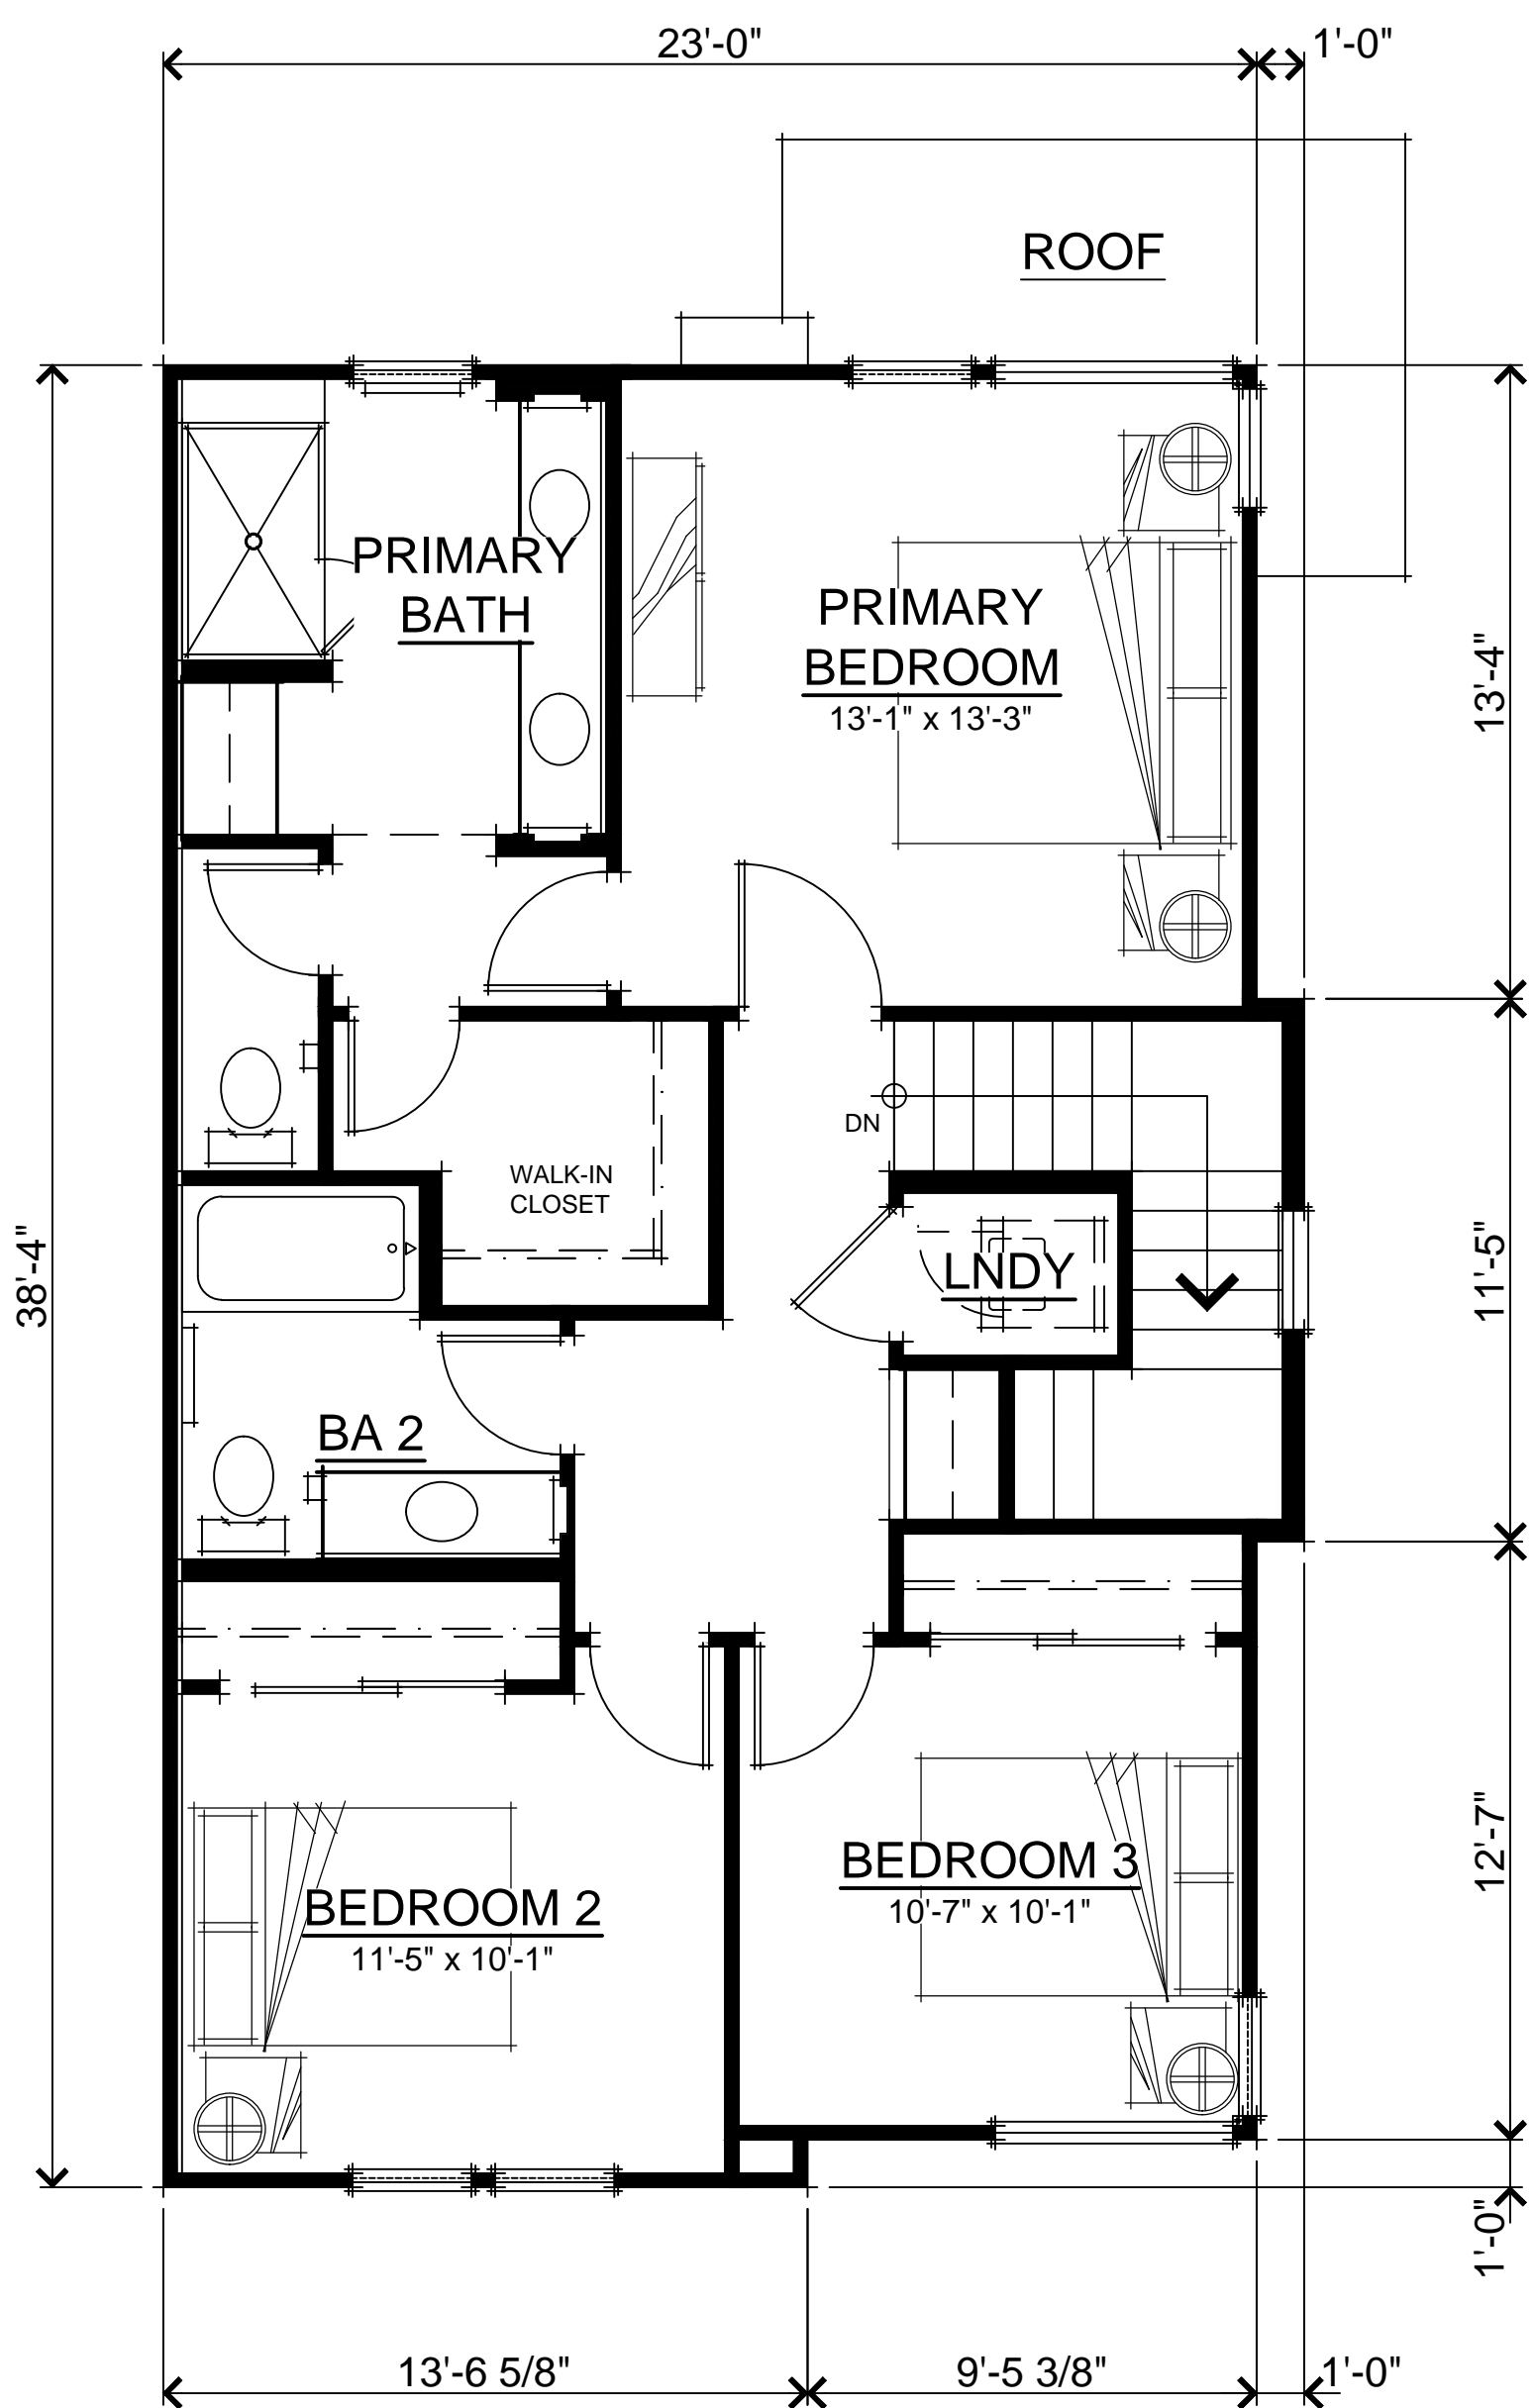 23'-0"
1'-0"
ROOF
PRIMARY
BATH
PRIMARY
BEDROOM
13'-1" x 13'-3"
13'-4"
DN
WALK-IN
CLOSET
LNDY
11'-5"
38'-4"
BA 2
BEDROOM 3
10'-7" x 10'-1"
12'-7"
BEDROOM 2
11'-5" x 10'-1"
1'-0"
13'-6 5/8"
9'-5 3/8"
1'-0"